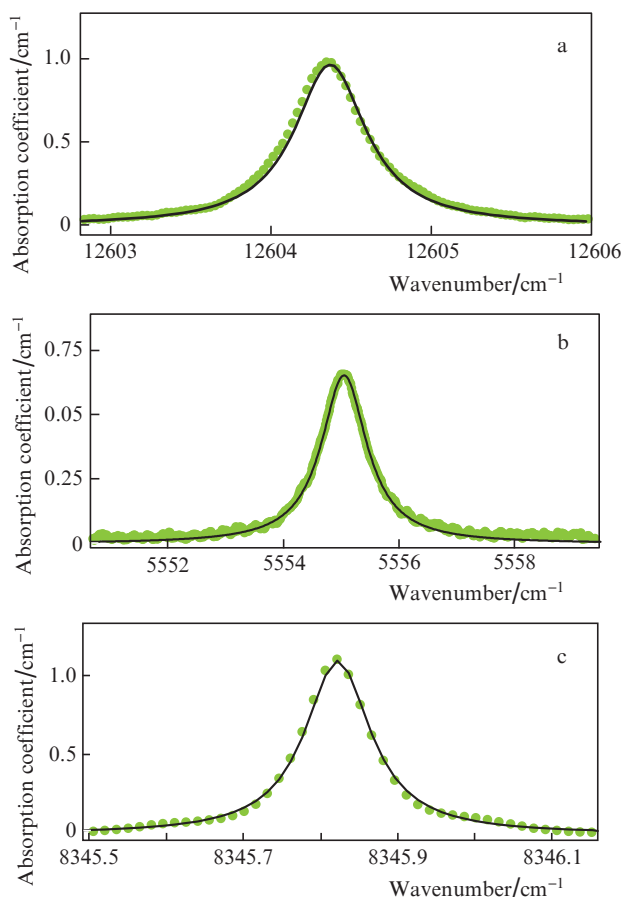 a
Absorption coefficient/cm⁻¹
1.0
0.5
0
12603 12604 12605 12606
Wavenumber/cm⁻¹
b
Absorption coefficient/cm⁻¹
0.75
0.05
0.25
0
5552 5554 5556 5558
Wavenumber/cm⁻¹
c
Absorption coefficient/cm⁻¹
1.0
0.5
0
8345.5 8345.7 8345.9 8346.1
Wavenumber/cm⁻¹